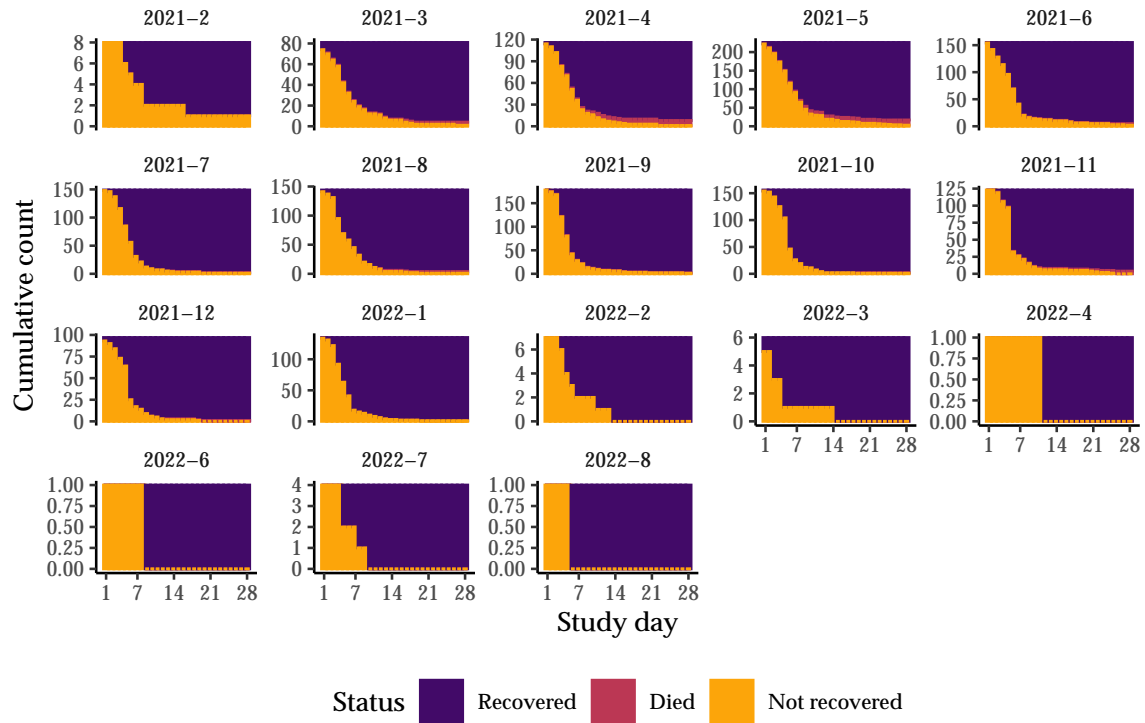 2021–2 2021–3 2021–4 2021–5 2021–6
8 6 4 2 0
80 60 40 20 0
120 90 60 30 0
200 150 100 50 0
150 100 50 0
2021–7 2021–8 2021–9 2021–10 2021–11
150 100 50 0
150 100 50 0
150 100 50 0
150 100 50 0
125 100 75 50 25 0
Cumulative count
2021–12 2022–1 2022–2 2022–3 2022–4
100 75 50 25 0
100 50 0
6 4 2 0
6 4 2 0
1.00 0.75 0.50 0.25 0.00
1 7 14 21 28
1 7 14 21 28
2022–6 2022–7 2022–8
1.00 0.75 0.50 0.25 0.00
4 3 2 1 0
1.00 0.75 0.50 0.25 0.00
1 7 14 21 28
1 7 14 21 28
1 7 14 21 28
Study day
Status Recovered Died Not recovered